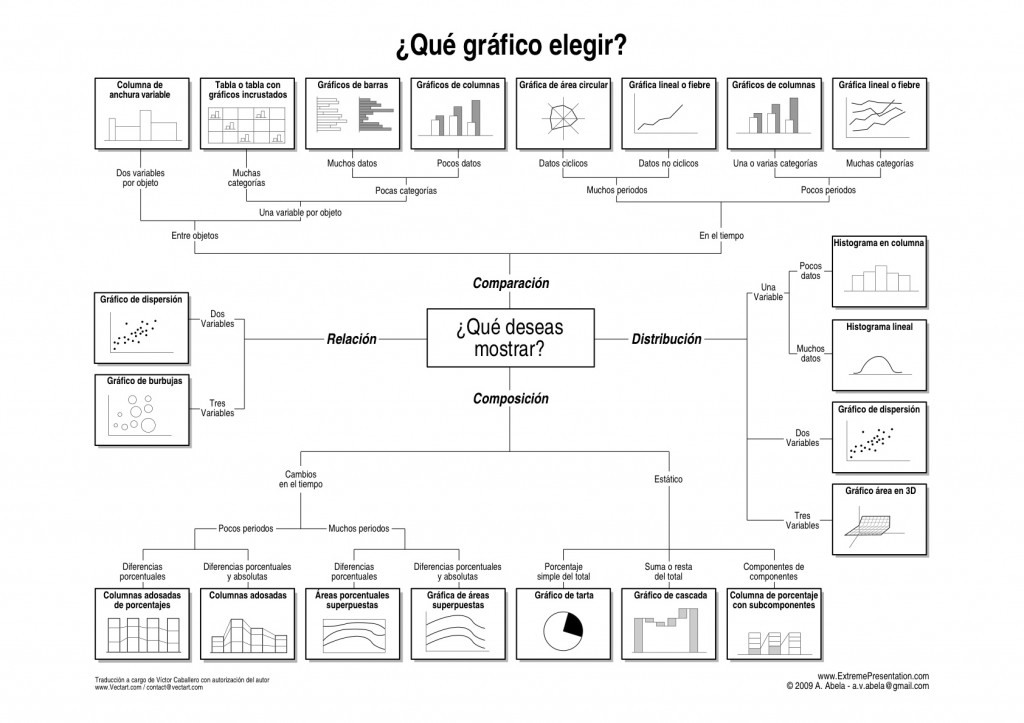 ¿Qué gráfico elegir?
Columna de
anchura variable
Tabla o tabla con
gráficos incrustados
Gráficos de barras
Gráficos de columnas
Gráfica de área circular
Gráfica lineal o fiebre
Gráficos de columnas
Gráfica lineal o fiebre
Dos variables
por objeto
Muchas
categorías
Muchos datos
Pocos datos
Datos cíclicos
Datos no cíclicos
Una o varias categorías
Muchas categorías
Pocas categorías
Muchos periodos
Pocos periodos
Una variable por objeto
Entre objetos
En el tiempo
Comparación
¿Qué deseas
mostrar?
Relación
Distribución
Composición
Gráfico de dispersión
Dos
Variables
Gráfico de burbujas
Tres
Variables
Una
Variable
Pocos
datos
Histograma en columna
Muchos
datos
Histograma lineal
Dos
Variables
Gráfico de dispersión
Tres
Variables
Gráfico área en 3D
Cambios
en el tiempo
Estático
Pocos periodos
Muchos periodos
Diferencias
porcentuales
Diferencias porcentuales
y absolutas
Diferencias
porcentuales
Diferencias porcentuales
y absolutas
Porcentaje
simple del total
Suma o resta
del total
Componentes de
componentes
Columnas adosadas
de porcentajes
Columnas adosadas
Áreas porcentuales
superpuestas
Gráfica de áreas
superpuestas
Gráfico de tarta
Gráfico de cascada
Columna de porcentaje
con subcomponentes
Traducción a cargo de Víctor Caballero con autorización del autor
www.Vectart.com / contact@vectart.com
www.ExtremePresentation.com
© 2009 A. Abela - a.v.abela@gmail.com